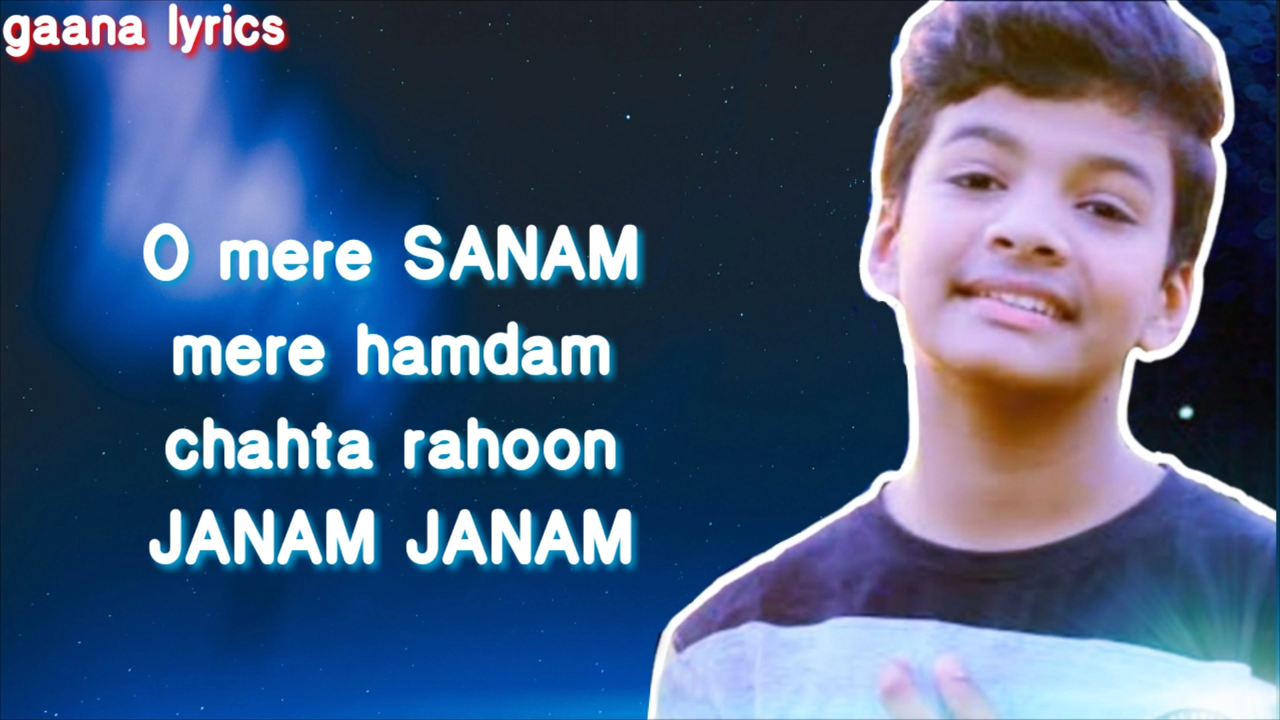 gaana lyrics
O mere SANAM
mere hamdam
chahta rahoon
JANAM JANAM